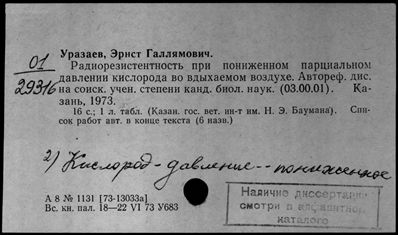 Уразаев, Эрнст Галлямович.
Радиорезистентность при пониженном парциальном
давлении кислорода во вдыхаемом воздухе. Автореф. дис.
на соиск. учен. степени канд. биол. наук. (03.00.01). Ка-
зань, 1973.
16 с.; 1 л. табл. (Казан. гос. вет. ин-т им. Н. Э. Баумана). Спи-
сок работ авт. в конце текста (6 назв.)
01
29316
2) Кислород - давление -- пониженное
А 8 № 1131 [73-13033а]
Вс. кн. пал. 18—22 VI 73 У683
Наличие диссертации
смотри в алфавитном
каталоге